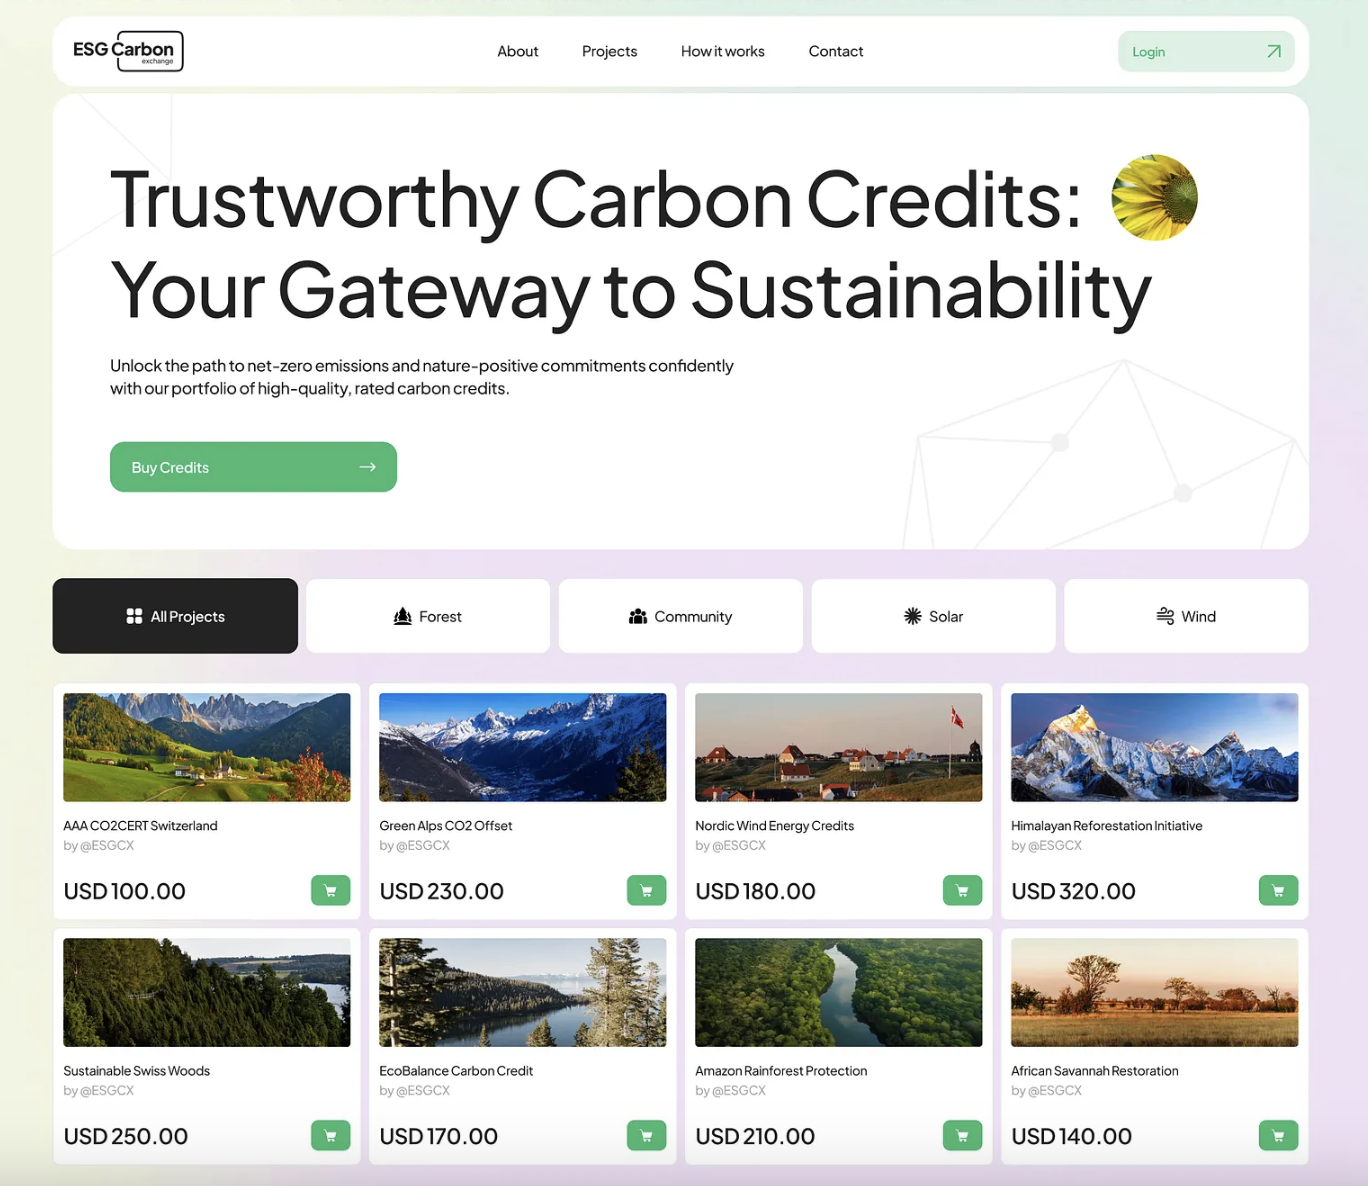 ESG Carbon
exchange
About
Projects
How it works
Contact
Login
Trustworthy Carbon Credits:
Your Gateway to Sustainability
Unlock the path to net-zero emissions and nature-positive commitments confidently
with our portfolio of high-quality, rated carbon credits.
Buy Credits
All Projects
Forest
Community
Solar
Wind
AAA CO2CERT Switzerland
by @ESGCX
USD 100.00
Green Alps CO2 Offset
by @ESGCX
USD 230.00
Nordic Wind Energy Credits
by @ESGCX
USD 180.00
Himalayan Reforestation Initiative
by @ESGCX
USD 320.00
Sustainable Swiss Woods
by @ESGCX
USD 250.00
EcoBalance Carbon Credit
by @ESGCX
USD 170.00
Amazon Rainforest Protection
by @ESGCX
USD 210.00
African Savannah Restoration
by @ESGCX
USD 140.00